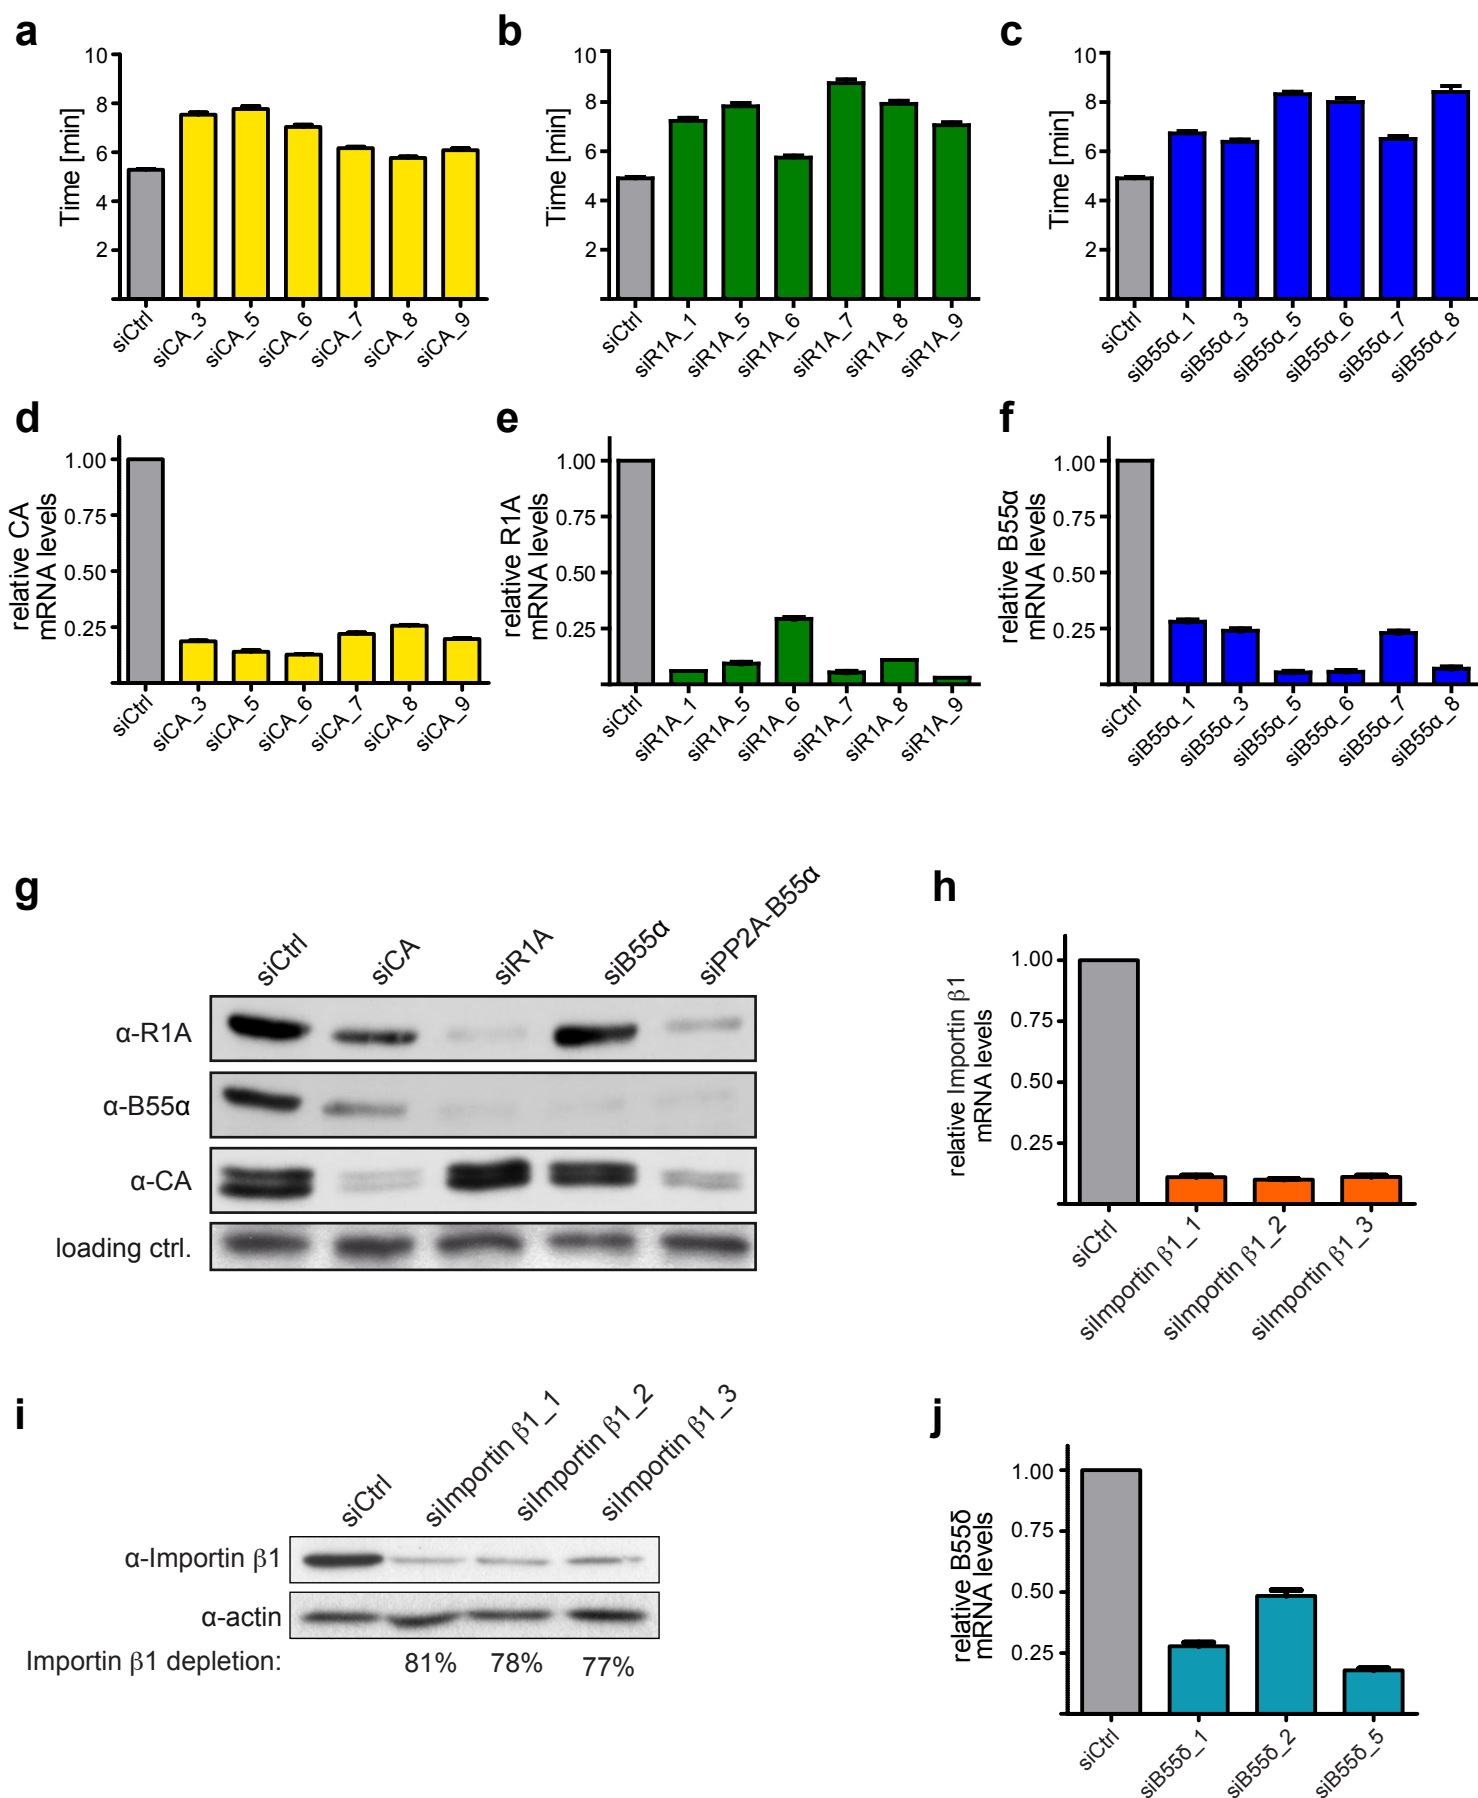 a
b
c
Time [min]
10
8
6
4
2
siCtrl
siCA_3
siCA_5
siCA_6
siCA_7
siCA_8
siCA_9
Time [min]
10
8
6
4
2
siCtrl
siR1A_1
siR1A_5
siR1A_6
siR1A_7
siR1A_8
siR1A_9
Time [min]
10
8
6
4
2
siCtrl
siB55α_1
siB55α_3
siB55α_5
siB55α_6
siB55α_7
siB55α_8
d
e
f
relative CA
mRNA levels
1.00
0.75
0.50
0.25
siCtrl
siCA_3
siCA_5
siCA_6
siCA_7
siCA_8
siCA_9
relative R1A
mRNA levels
1.00
0.75
0.50
0.25
siCtrl
siR1A_1
siR1A_5
siR1A_6
siR1A_7
siR1A_8
siR1A_9
relative B55α
mRNA levels
1.00
0.75
0.50
0.25
siCtrl
siB55α_1
siB55α_3
siB55α_5
siB55α_6
siB55α_7
siB55α_8
g
siCtrl
siCA
siR1A
siB55α
siPP2A-B55α
α-R1A
α-B55α
α-CA
loading ctrl.
h
relative Importin β1
mRNA levels
1.00
0.75
0.50
0.25
siCtrl
siImportin β1_1
siImportin β1_2
siImportin β1_3
i
siCtrl
siImportin β1_1
siImportin β1_2
siImportin β1_3
α-Importin β1
α-actin
Importin β1 depletion: 81% 78% 77%
j
relative B55δ
mRNA levels
1.00
0.75
0.50
0.25
siCtrl
siB55δ_1
siB55δ_2
siB55δ_5